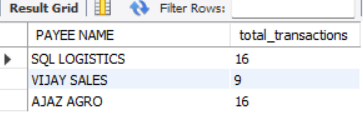 Result Grid Filter Rows:
PAYEE NAME total_transactions
SQL LOGISTICS 16
VIJAY SALES 9
AJAZ AGRO 16